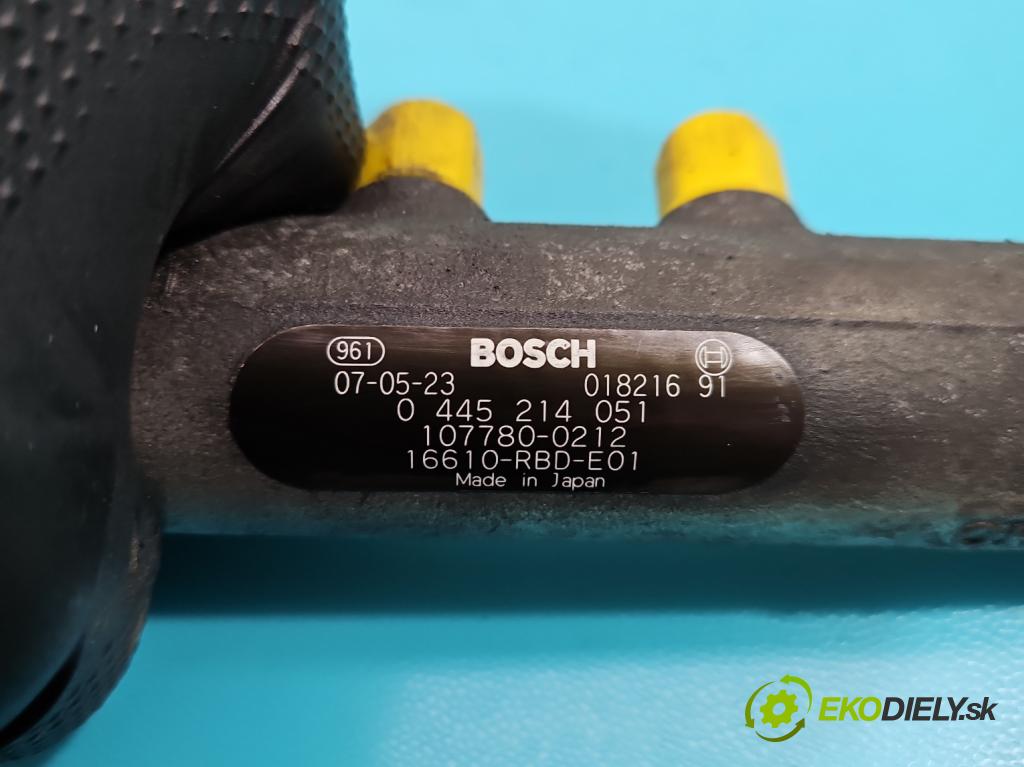 961 BOSCH
07-05-23 018216 91
0 445 214 051
107780-0212
16610-RBD-E01
Made in Japan
EKODIELY.sk